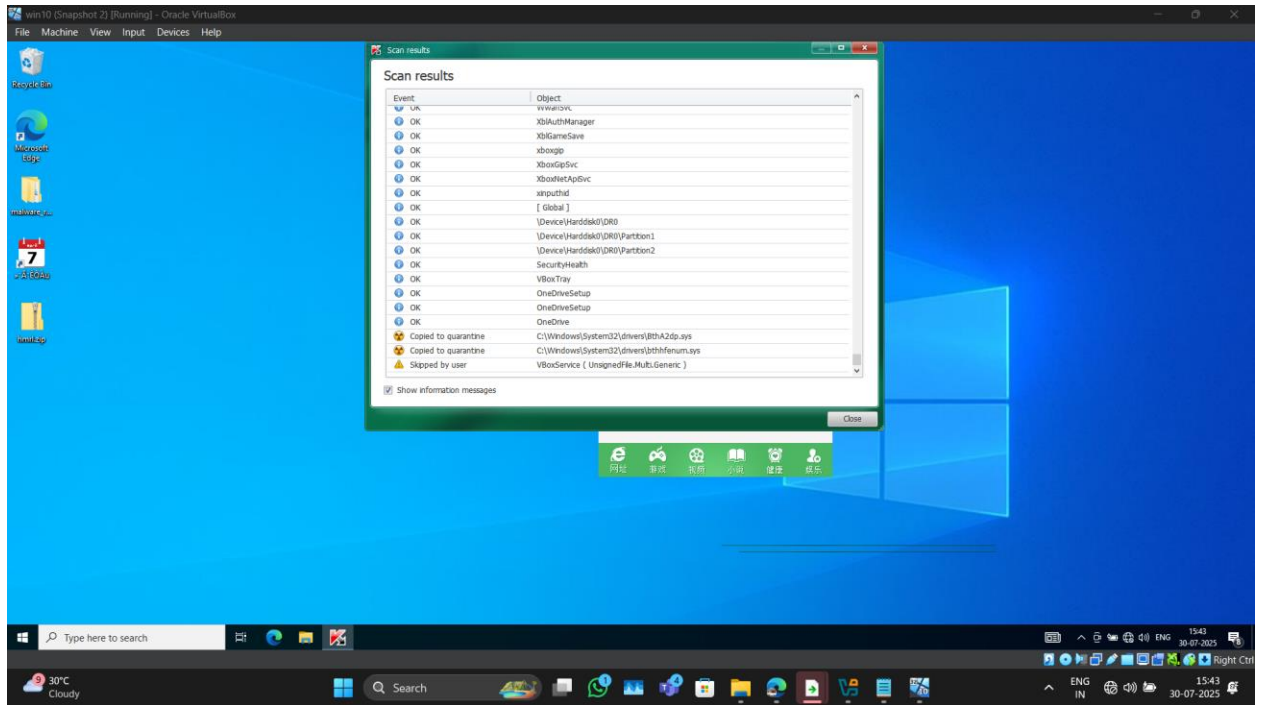 win10 (Snapshot 2) [Running] - Oracle VirtualBox
File Machine View Input Devices Help
Recycle Bin
Microsoft Edge
7
Scan results
Scan results
Event Object
OK WwanSvc
OK XblAuthManager
OK XblGameSave
OK xboxgip
OK XboxGipSvc
OK XboxNetApiSvc
OK xinputhid
OK [ Global ]
OK \Device\Harddisk0\DR0
OK \Device\Harddisk0\DR0\Partition1
OK \Device\Harddisk0\DR0\Partition2
OK SecurityHealth
OK VBoxTray
OK OneDriveSetup
OK OneDriveSetup
OK OneDrive
Copied to quarantine C:\Windows\System32\drivers\BthA2dp.sys
Copied to quarantine C:\Windows\System32\drivers\bthhfenum.sys
Skipped by user VBoxService ( UnsignedFile.Multi.Generic )
Show information messages
Close
网址 游戏 视频 小说 健康 娱乐
Type here to search
ENG
15:43
30-07-2025
Right Ctrl
9
30°C
Cloudy
Search
ENG
IN
15:43
30-07-2025